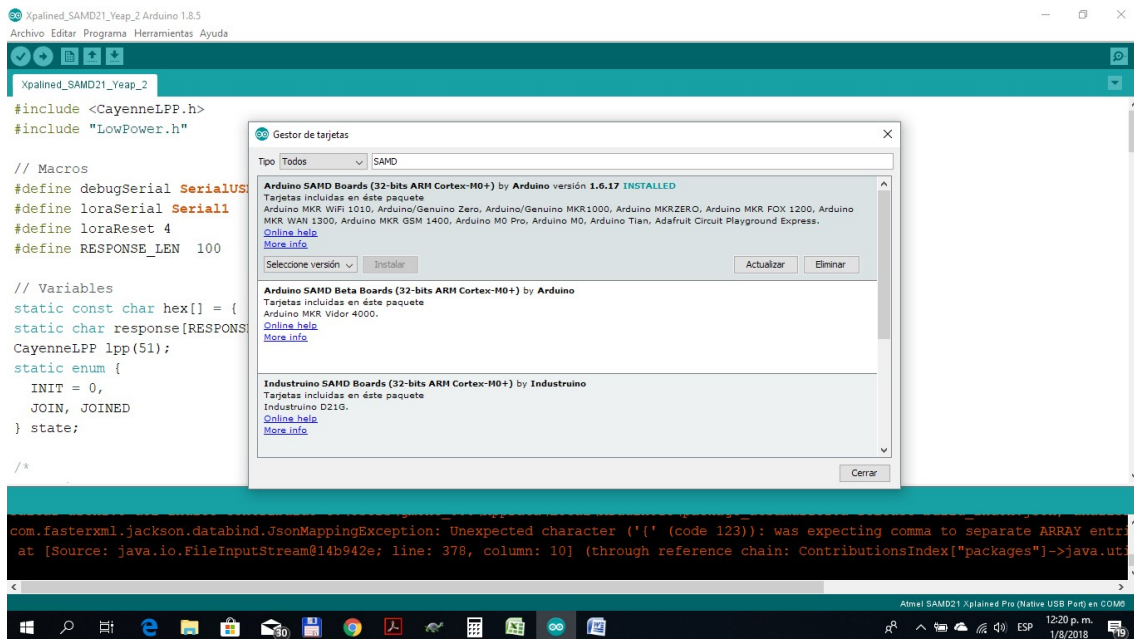 Xpalined_SAMD21_Yeap_2 Arduino 1.8.5
Archivo Editar Programa Herramientas Ayuda
Xpalined_SAMD21_Yeap_2
#include <CayenneLPP.h>
#include "LowPower.h"
// Macros
#define debugSerial SerialUS
#define loraSerial Serial1
#define loraReset 4
#define RESPONSE_LEN 100
// Variables
static const char hex[] = {
static char response[RESPONS
CayenneLPP lpp(51);
static enum {
INIT = 0,
JOIN, JOINED
} state;
/*
Gestor de tarjetas
Tipo Todos SAMD
Arduino SAMD Boards (32-bits ARM Cortex-M0+) by Arduino versión 1.6.17 INSTALLED
Tarjetas incluidas en éste paquete
Arduino MKR WiFi 1010, Arduino/Genuino Zero, Arduino/Genuino MKR1000, Arduino MKRZERO, Arduino MKR FOX 1200, Arduino
MKR WAN 1300, Arduino MKR GSM 1400, Arduino M0 Pro, Arduino M0, Arduino Tian, Adafruit Circuit Playground Express.
Online help
More info
Seleccione versión Instalar Actualizar Eliminar
Arduino SAMD Beta Boards (32-bits ARM Cortex-M0+) by Arduino
Tarjetas incluidas en éste paquete
Arduino MKR Vidor 4000.
Online help
More info
Industruino SAMD Boards (32-bits ARM Cortex-M0+) by Industruino
Tarjetas incluidas en éste paquete
Industruino D21G.
Online help
More info
Cerrar
com.fasterxml.jackson.databind.JsonMappingException: Unexpected character ('{' (code 123)): was expecting comma to separate ARRAY entri
at [Source: java.io.FileInputStream@14b942e; line: 378, column: 10] (through reference chain: ContributionsIndex["packages"]->java.uti
Atmel SAMD21 Xplained Pro (Native USB Port) en COM6
30
ESP
12:20 p. m.
1/8/2018
19